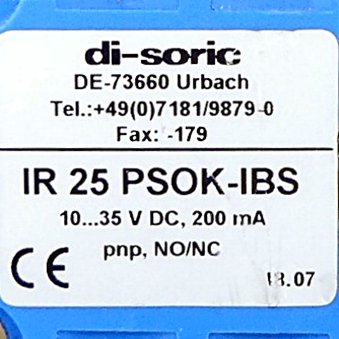 di-soric
DE-73660 Urbach
Tel.:+49(0)7181/9879-0
Fax: -179
IR 25 PSOK-IBS
10...35 V DC, 200 mA
pnp, NO/NC
CE